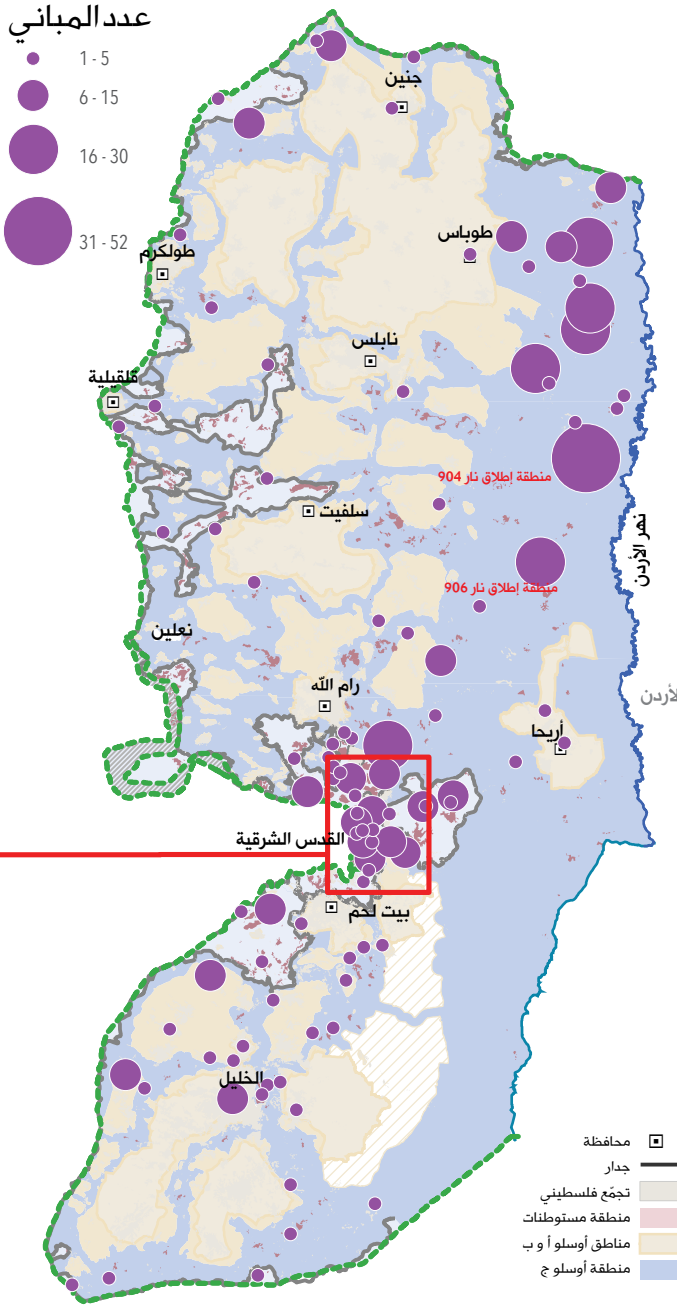 عدد المباني
1 - 5
6 - 15
16 - 30
31 - 52
جنين
طوباس
طولكرم
نابلس
قلقيلية
منطقة إطلاق نار 904
سلفيت
نهر الأردن
منطقة إطلاق نار 906
نعلين
رام الله
أريحا
القدس الشرقية
بيت لحم
الخليل
محافظة
جدار
تجمّع فلسطيني
منطقة مستوطنات
مناطق أوسلو أ و ب
منطقة أوسلو ج